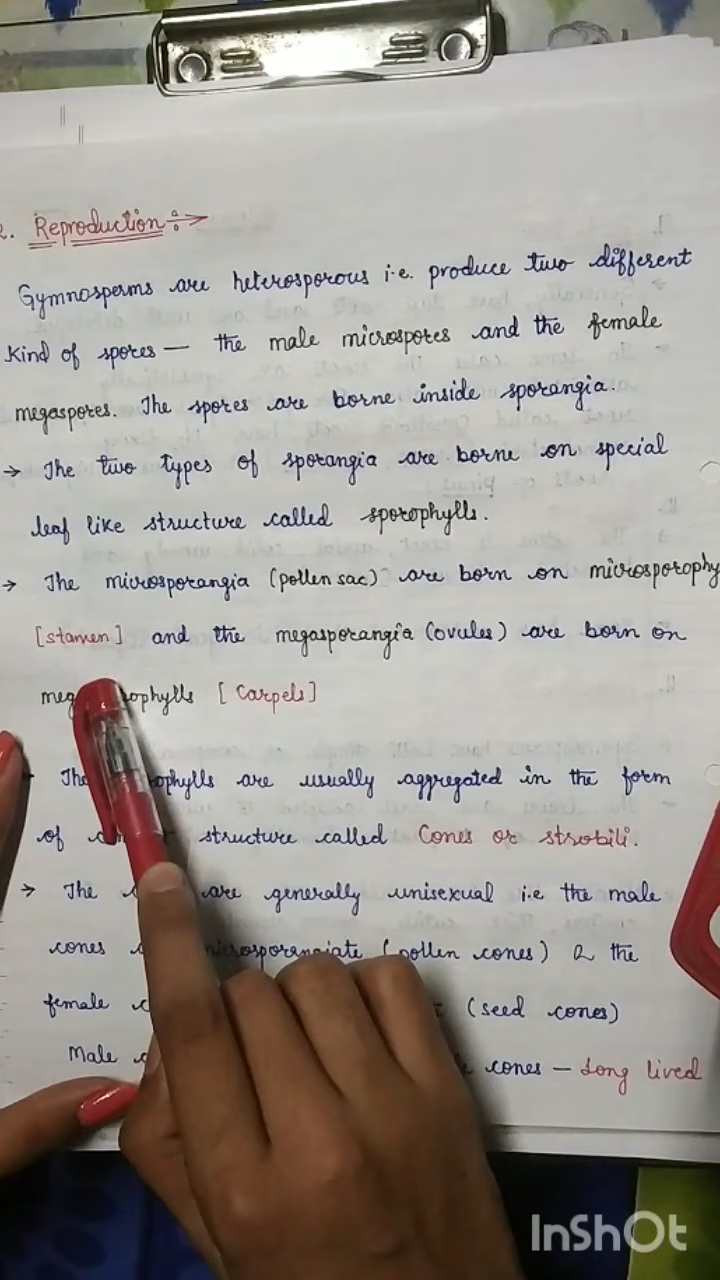 2. Reproduction :→
Gymnosperms are heterosporous i.e. produce two different
kind of spores — the male microspores and the female
megaspores. The spores are borne inside sporangia.
→ The two types of sporangia are borne on special
leaf like structure called sporophylls.
→ The microsporangia (pollen sac) are born on microsporophy
[stamen] and the megasporangia (ovules) are born on
meg ophylls [Carpels]
The ophylls are usually aggregated in the form
of structure called Cones or strobili.
→ The are generally unisexual i.e the male
cones microsporangiate (pollen cones) & the
female (seed cones)
Male cones — Long lived
InShOt